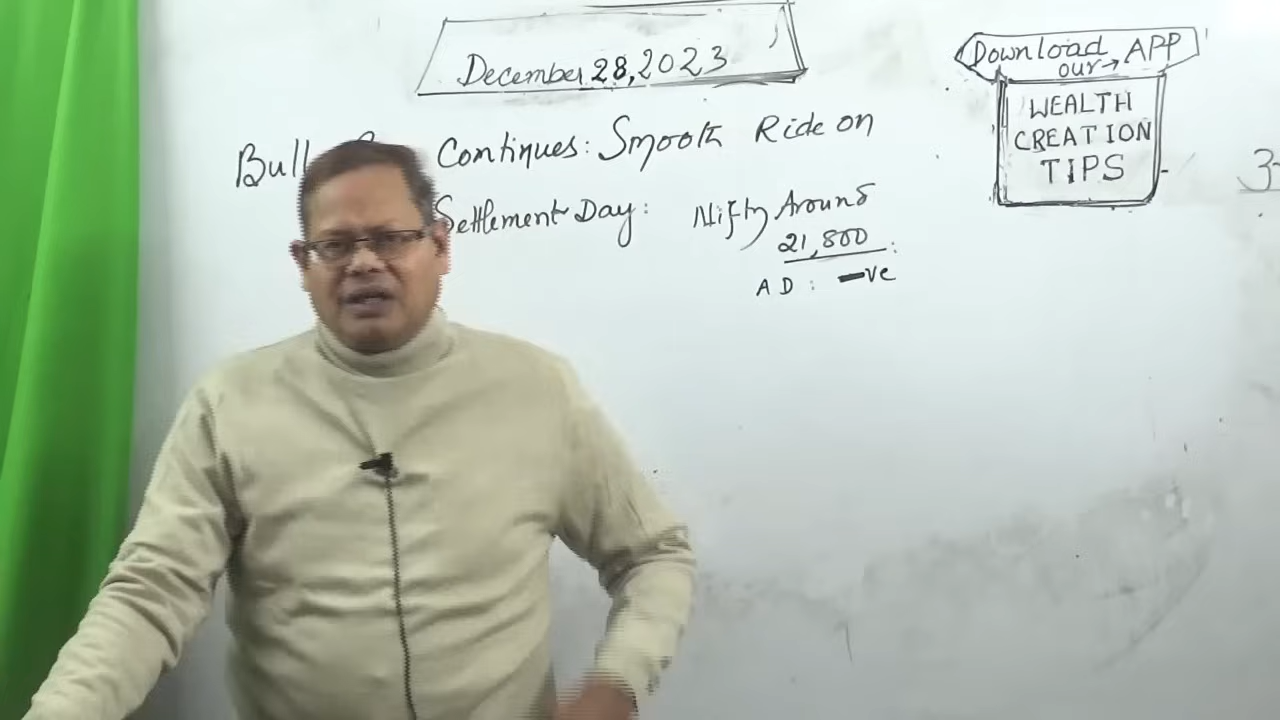 December 28, 2023
Download APP
our→
WEALTH
CREATION
TIPS
Bull Continues: Smooth Ride on
Settlement Day: Nifty Around
21,800
AD: -ve
3